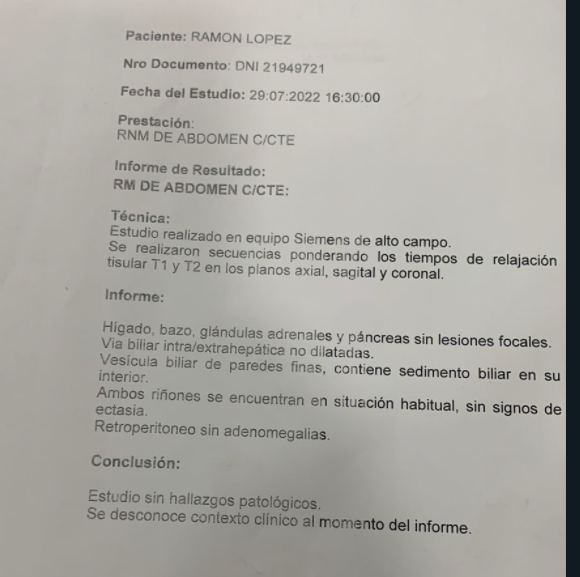 Paciente: RAMON LOPEZ
Nro Documento: DNI 21949721
Fecha del Estudio: 29:07:2022 16:30:00
Prestación:
RNM DE ABDOMEN C/CTE
Informe de Resultado:
RM DE ABDOMEN C/CTE:
Técnica:
Estudio realizado en equipo Siemens de alto campo.
Se realizaron secuencias ponderando los tiempos de relajación
tisular T1 y T2 en los planos axial, sagital y coronal.
Informe:
Hígado, bazo, glándulas adrenales y páncreas sin lesiones focales.
Via biliar intra/extrahepática no dilatadas.
Vesícula biliar de paredes finas, contiene sedimento biliar en su
interior.
Ambos riñones se encuentran en situación habitual, sin signos de
ectasia.
Retroperitoneo sin adenomegalias.
Conclusión:
Estudio sin hallazgos patológicos.
Se desconoce contexto clínico al momento del informe.